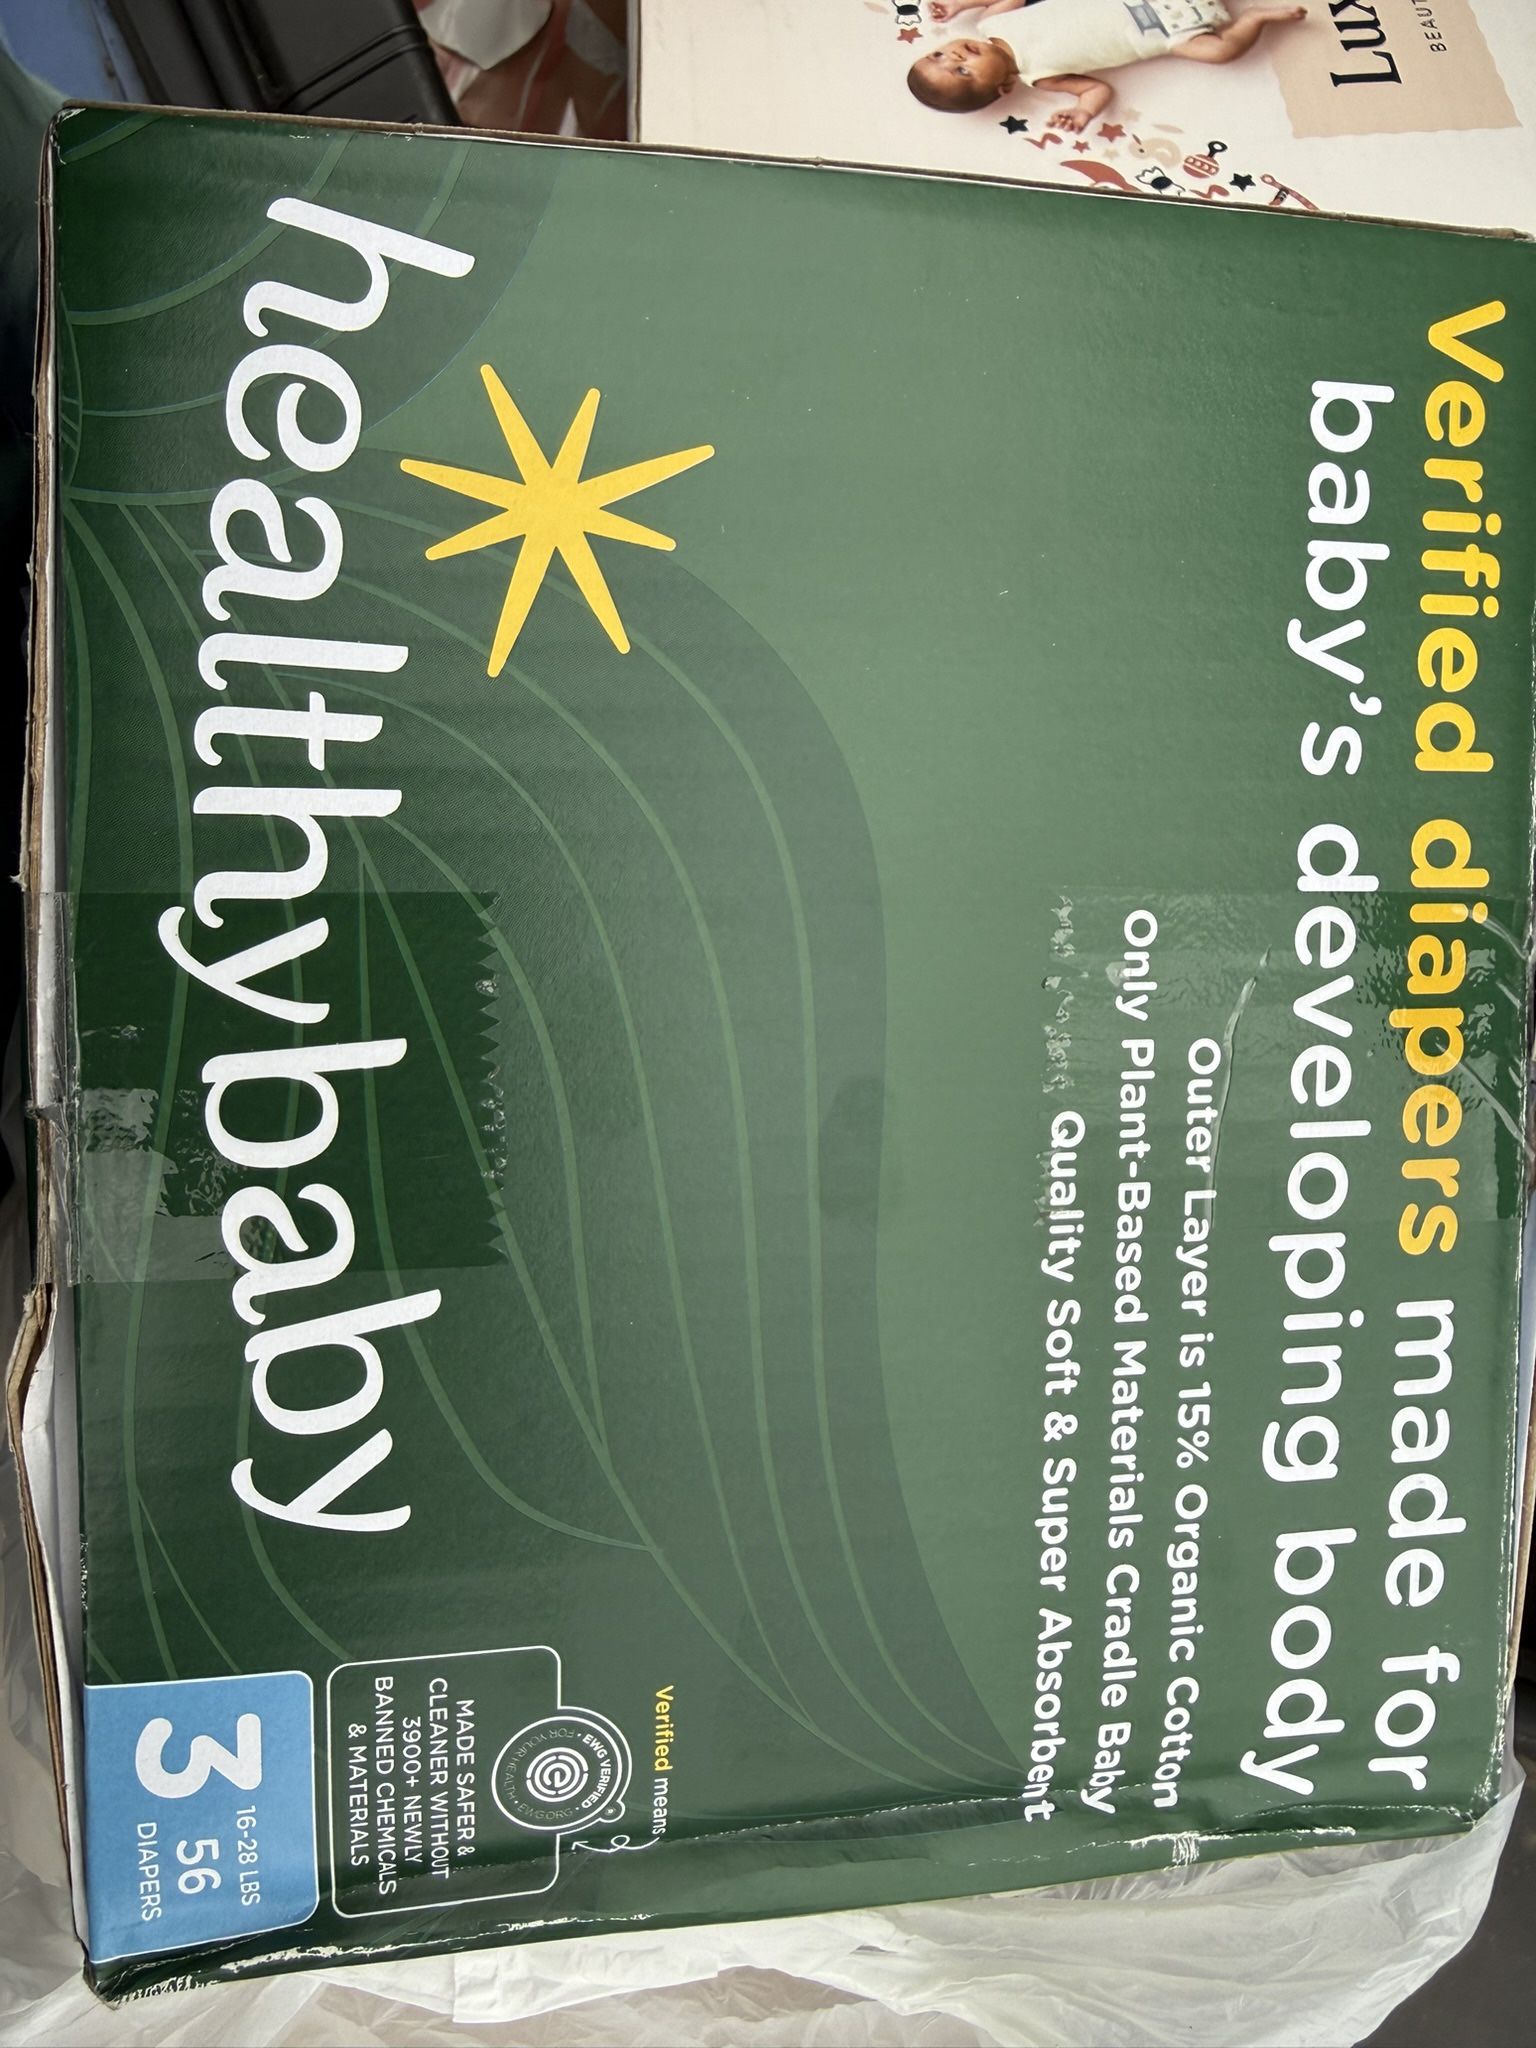 Verified diapers made for
baby's developing body
Outer Layer is 15% Organic Cotton
Only Plant-Based Materials Cradle Baby
Quality Soft & Super Absorbent
healthybaby
Verified means
EWG VERIFIED®
FOR YOUR HEALTH • EWG.ORG •
MADE SAFER &
CLEANER WITHOUT
3900+ NEWLY
BANNED CHEMICALS
& MATERIALS
3
16-28 LBS
56
DIAPERS